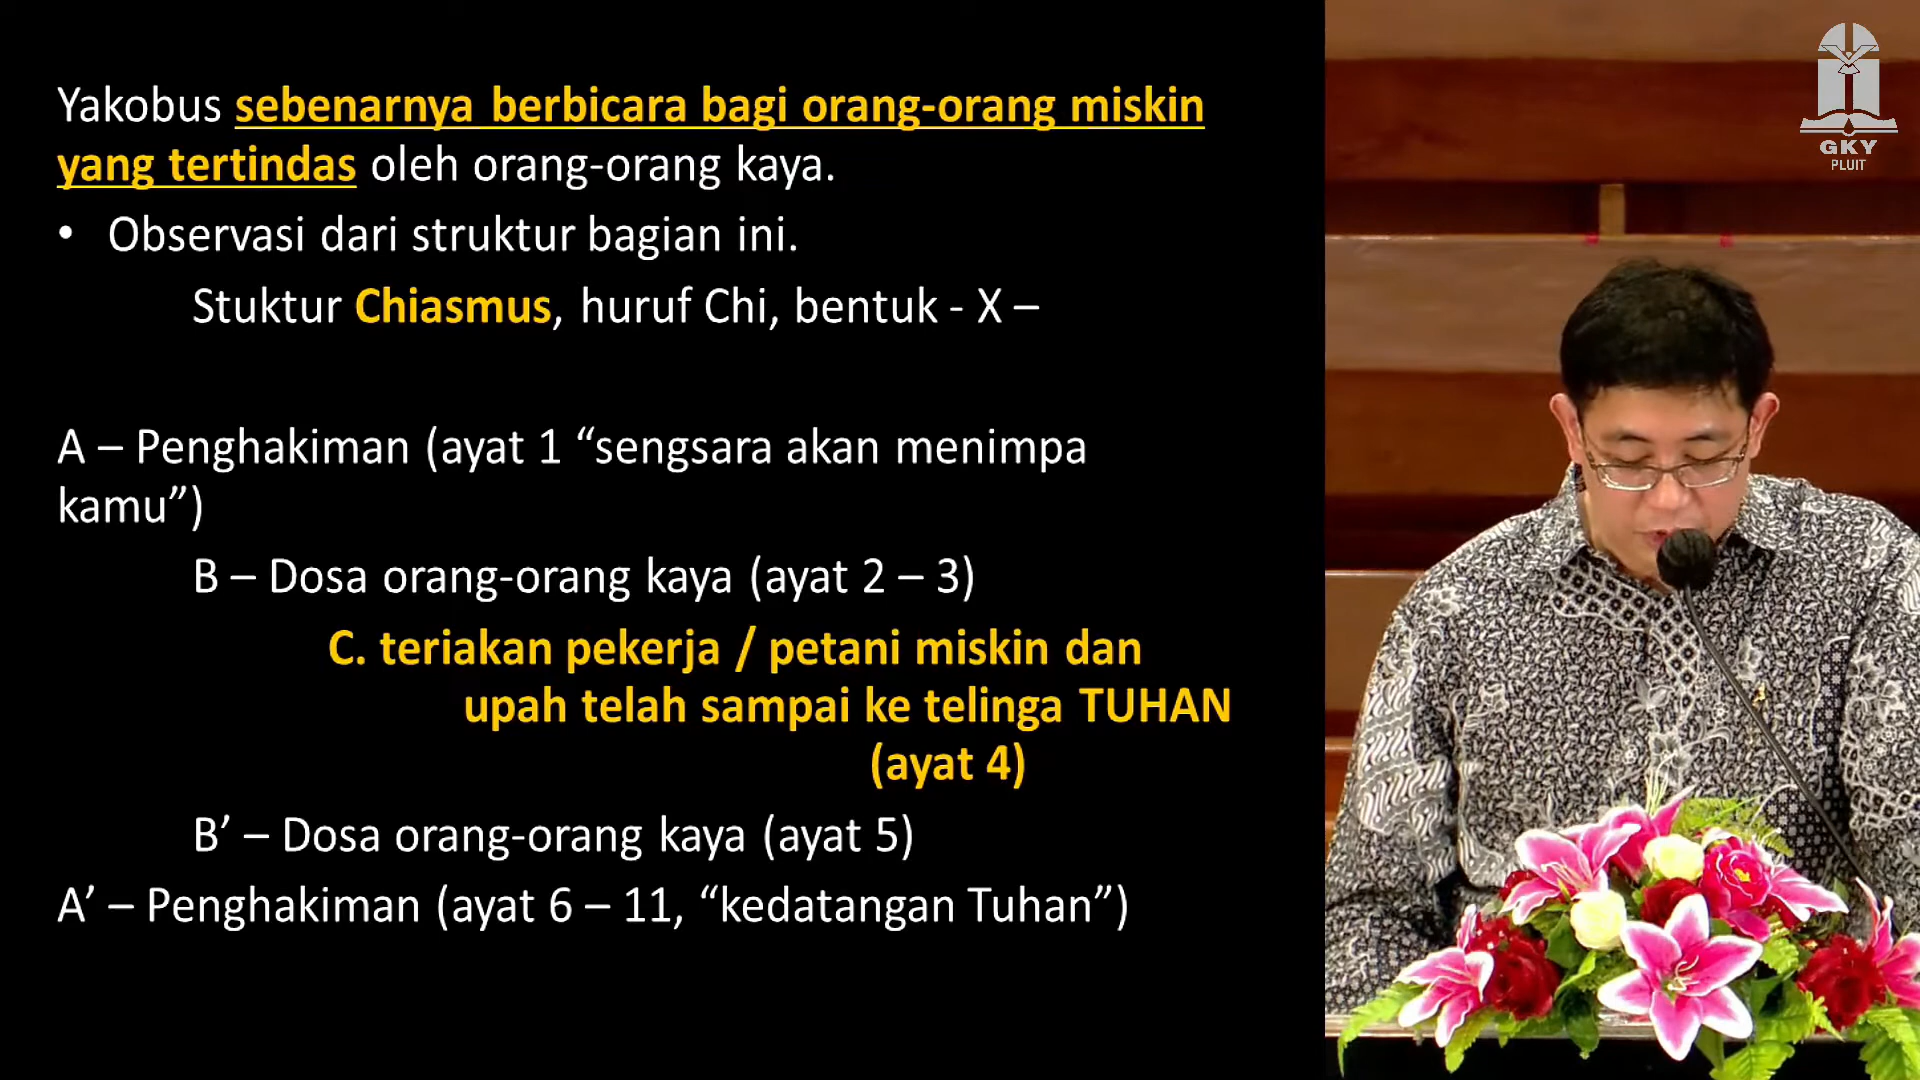 Yakobus sebenarnya berbicara bagi orang-orang miskin
yang tertindas oleh orang-orang kaya.
• Observasi dari struktur bagian ini.
Stuktur Chiasmus, huruf Chi, bentuk - X –
A – Penghakiman (ayat 1 “sengsara akan menimpa
kamu”)
B – Dosa orang-orang kaya (ayat 2 – 3)
C. teriakan pekerja / petani miskin dan
upah telah sampai ke telinga TUHAN
(ayat 4)
B’ – Dosa orang-orang kaya (ayat 5)
A’ – Penghakiman (ayat 6 – 11, “kedatangan Tuhan”)
GKY
PLUIT